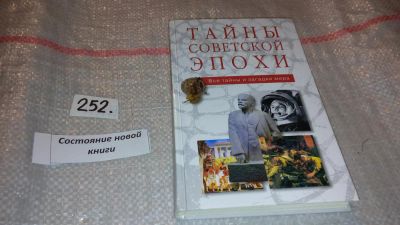 ТАЙНЫ
СОВЕТСКОЙ
ЭПОХИ
Все тайны и загадки мира
252.
Состояние новой
книги